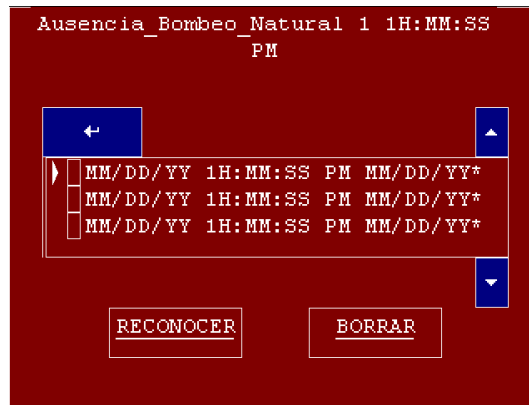 Ausencia_Bombeo_Natural 1 1H:MM:SS
PM
MM/DD/YY 1H:MM:SS PM MM/DD/YY*
MM/DD/YY 1H:MM:SS PM MM/DD/YY*
MM/DD/YY 1H:MM:SS PM MM/DD/YY*
RECONOCER BORRAR